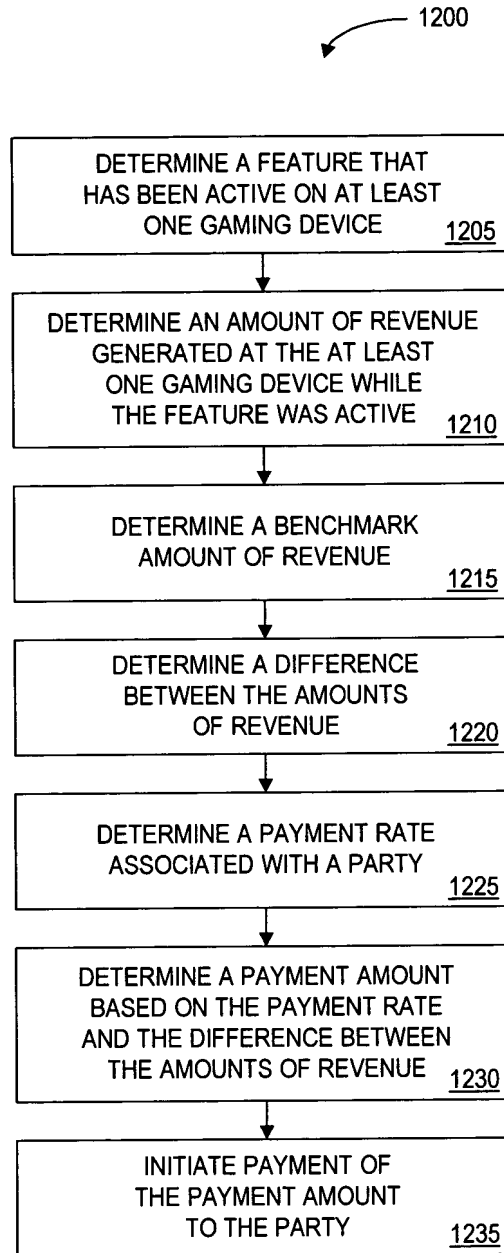 1200
DETERMINE A FEATURE THAT
HAS BEEN ACTIVE ON AT LEAST
ONE GAMING DEVICE
1205
DETERMINE AN AMOUNT OF REVENUE
GENERATED AT THE AT LEAST
ONE GAMING DEVICE WHILE
THE FEATURE WAS ACTIVE
1210
DETERMINE A BENCHMARK
AMOUNT OF REVENUE
1215
DETERMINE A DIFFERENCE
BETWEEN THE AMOUNTS
OF REVENUE
1220
DETERMINE A PAYMENT RATE
ASSOCIATED WITH A PARTY
1225
DETERMINE A PAYMENT AMOUNT
BASED ON THE PAYMENT RATE
AND THE DIFFERENCE BETWEEN
THE AMOUNTS OF REVENUE
1230
INITIATE PAYMENT OF
THE PAYMENT AMOUNT
TO THE PARTY
1235